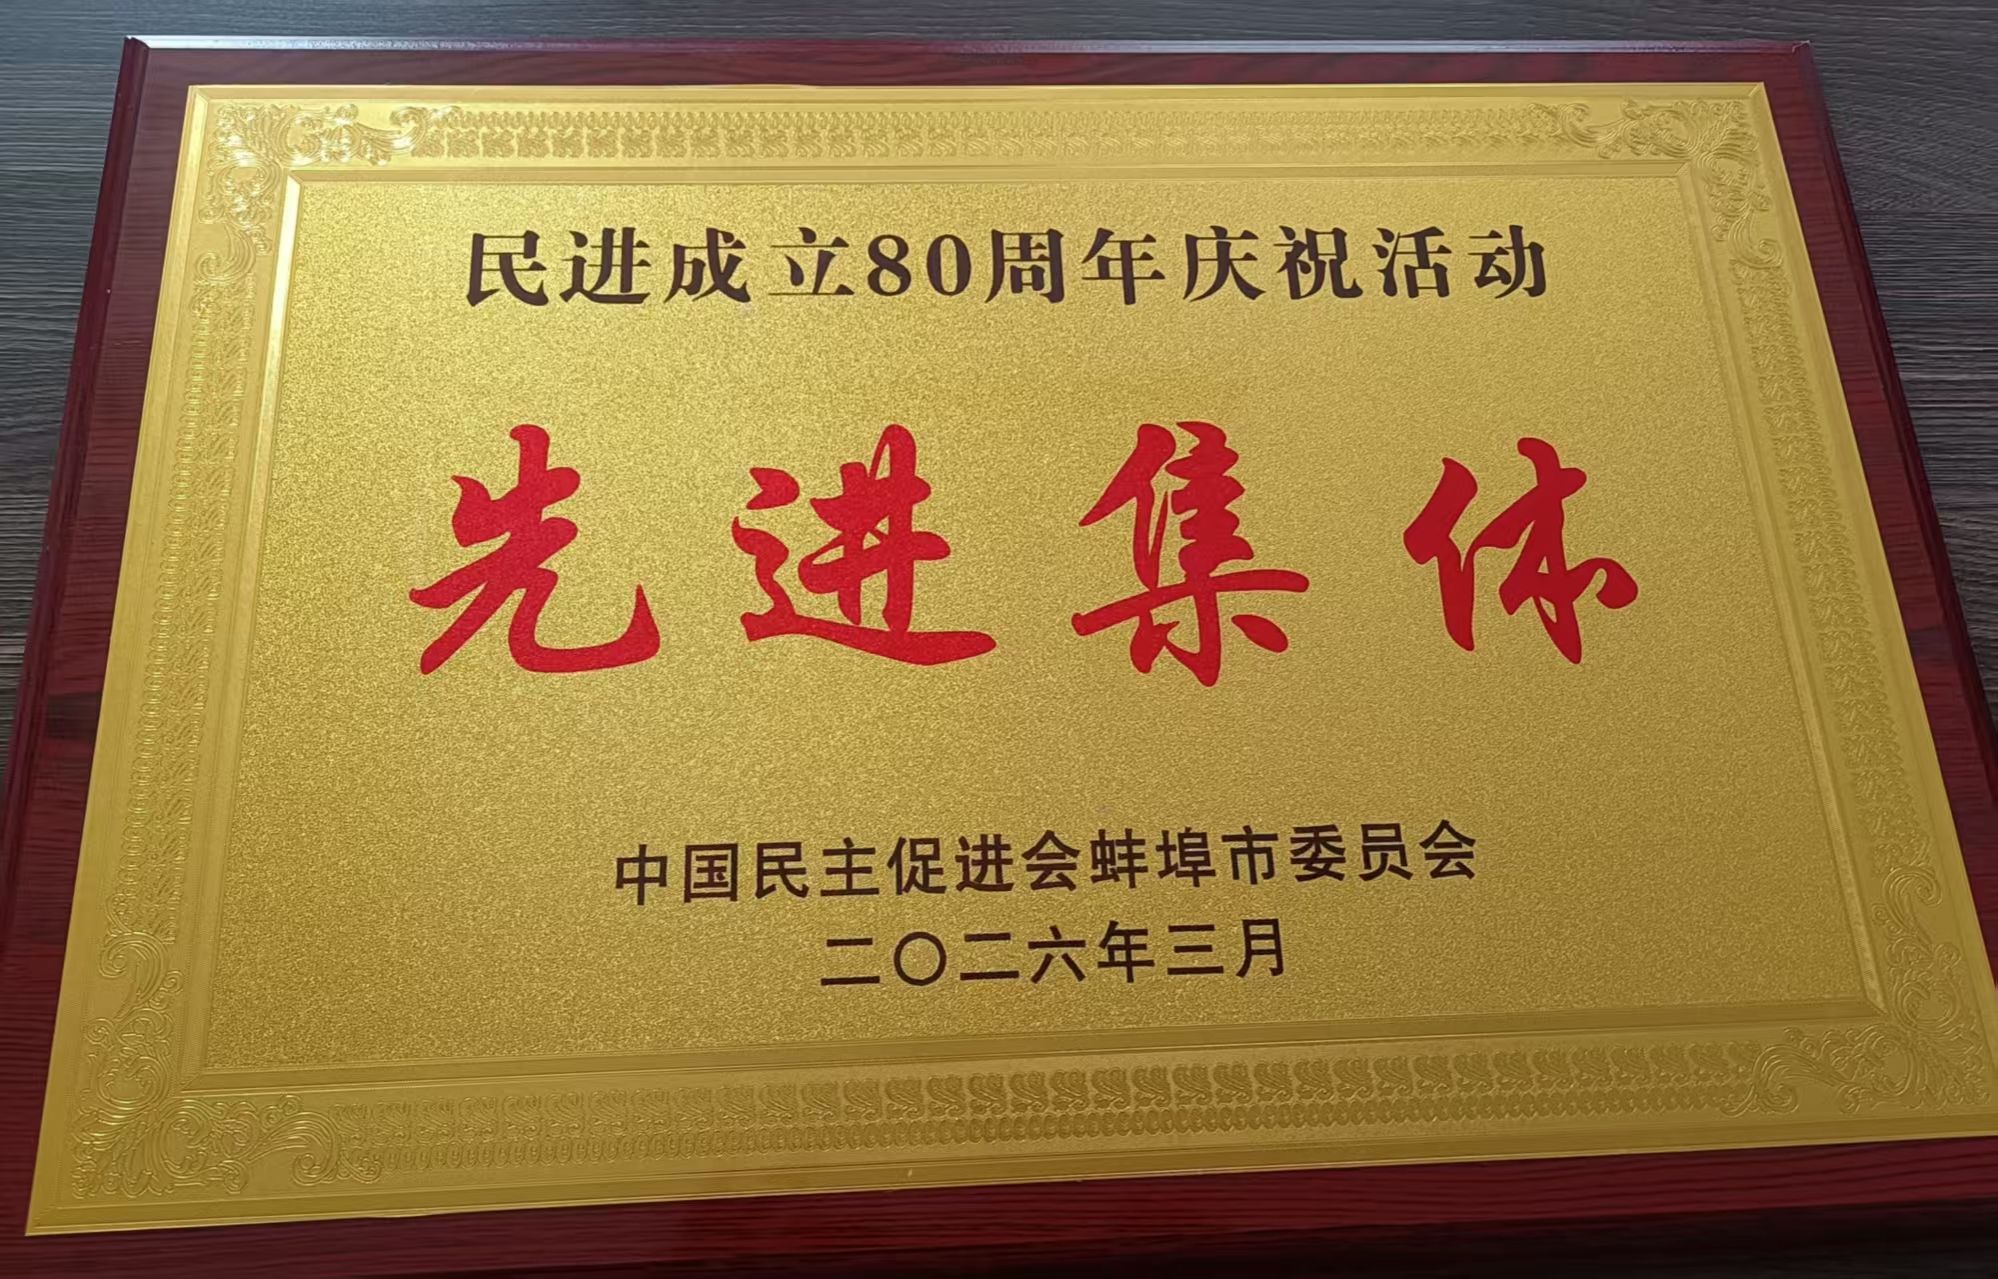 民进成立80周年庆祝活动
先进集体
中国民主促进会蚌埠市委员会
二〇二六年三月